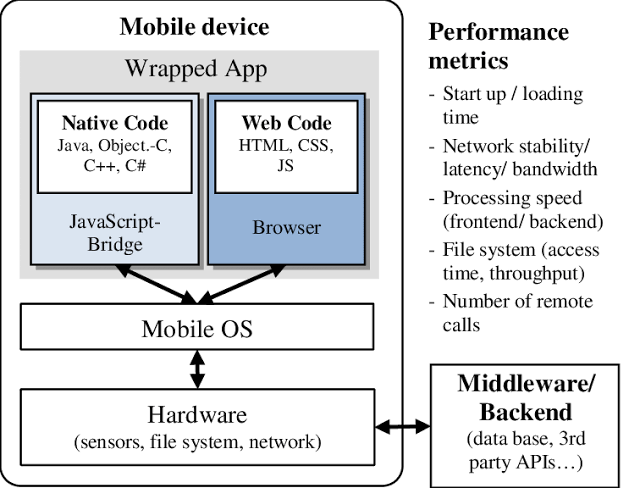 Mobile device
Wrapped App
Native Code
Java, Object.-C,
C++, C#
JavaScript-
Bridge
Web Code
HTML, CSS,
JS
Browser
Mobile OS
Hardware
(sensors, file system, network)
Performance
metrics
- Start up / loading
time
- Network stability/
latency/ bandwidth
- Processing speed
(frontend/ backend)
- File system (access
time, throughput)
- Number of remote
calls
Middleware/
Backend
(data base, 3rd
party APIs…)